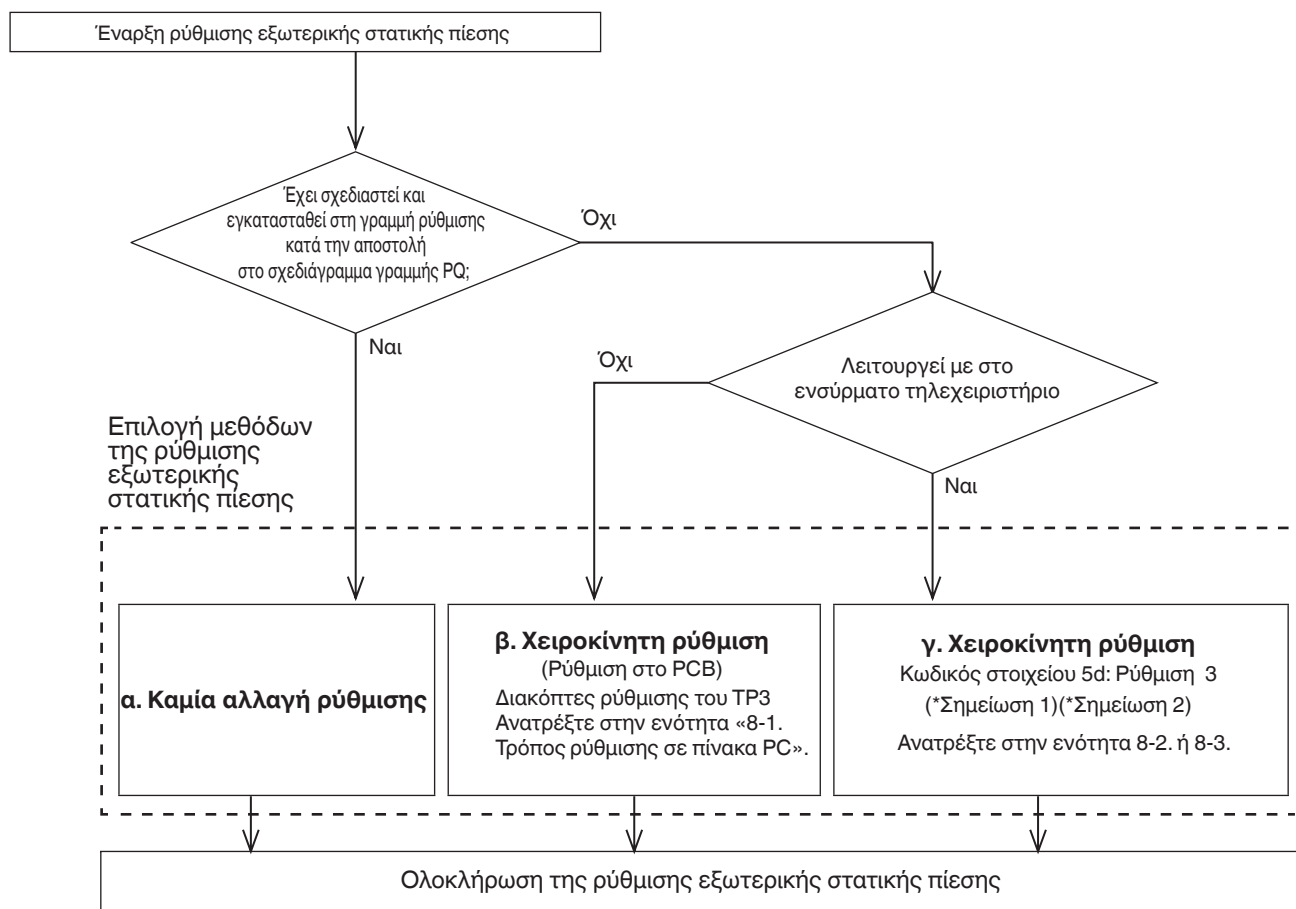 Έναρξη ρύθμισης εξωτερικής στατικής πίεσης
Έχει σχεδιαστεί και
εγκατασταθεί στη γραμμή ρύθμισης
κατά την αποστολή
στο σχεδιάγραμμα γραμμής PQ;
Όχι
Ναι
Όχι
Λειτουργεί με στο
ενσύρματο τηλεχειριστήριο
Ναι
Επιλογή μεθόδων
της ρύθμισης
εξωτερικής
στατικής πίεσης
α. Καμία αλλαγή ρύθμισης
β. Χειροκίνητη ρύθμιση
(Ρύθμιση στο PCB)
Διακόπτες ρύθμισης του TP3
Ανατρέξτε στην ενότητα «8-1.
Τρόπος ρύθμισης σε πίνακα PC».
γ. Χειροκίνητη ρύθμιση
Κωδικός στοιχείου 5d: Ρύθμιση 3
(*Σημείωση 1)(*Σημείωση 2)
Ανατρέξτε στην ενότητα 8-2. ή 8-3.
Ολοκλήρωση της ρύθμισης εξωτερικής στατικής πίεσης